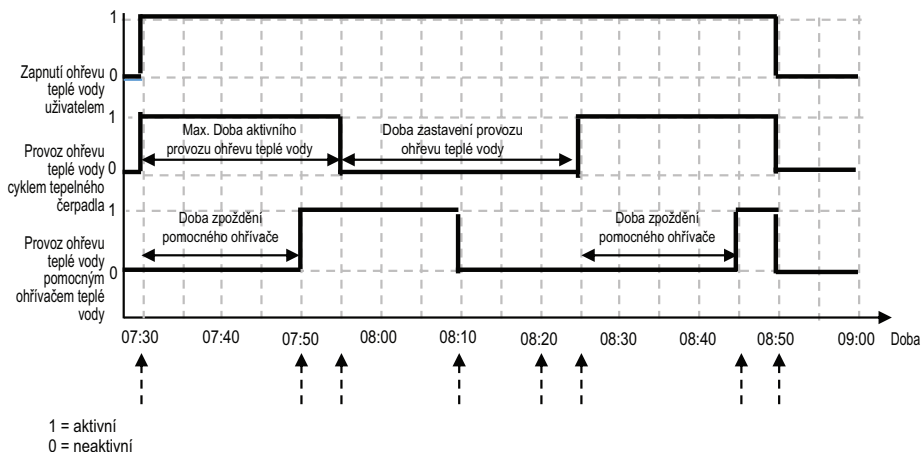 1
Zapnutí ohřevu 0
teplé vody
uživatelem
1
Max. Doba aktivního
provozu ohřevu teplé vody
Doba zastavení provozu
ohřevu teplé vody
Provoz ohřevu
teplé vody 0
cyklem tepelného
čerpadla
1
Doba zpoždění
pomocného ohřívače
Doba zpoždění
pomocného ohřívače
Provoz ohřevu
teplé vody 0
pomocným
ohřívačem teplé
vody
07:30 07:40 07:50 08:00 08:10 08:20 08:30 08:40 08:50 09:00 Doba
1 = aktivní
0 = neaktivní